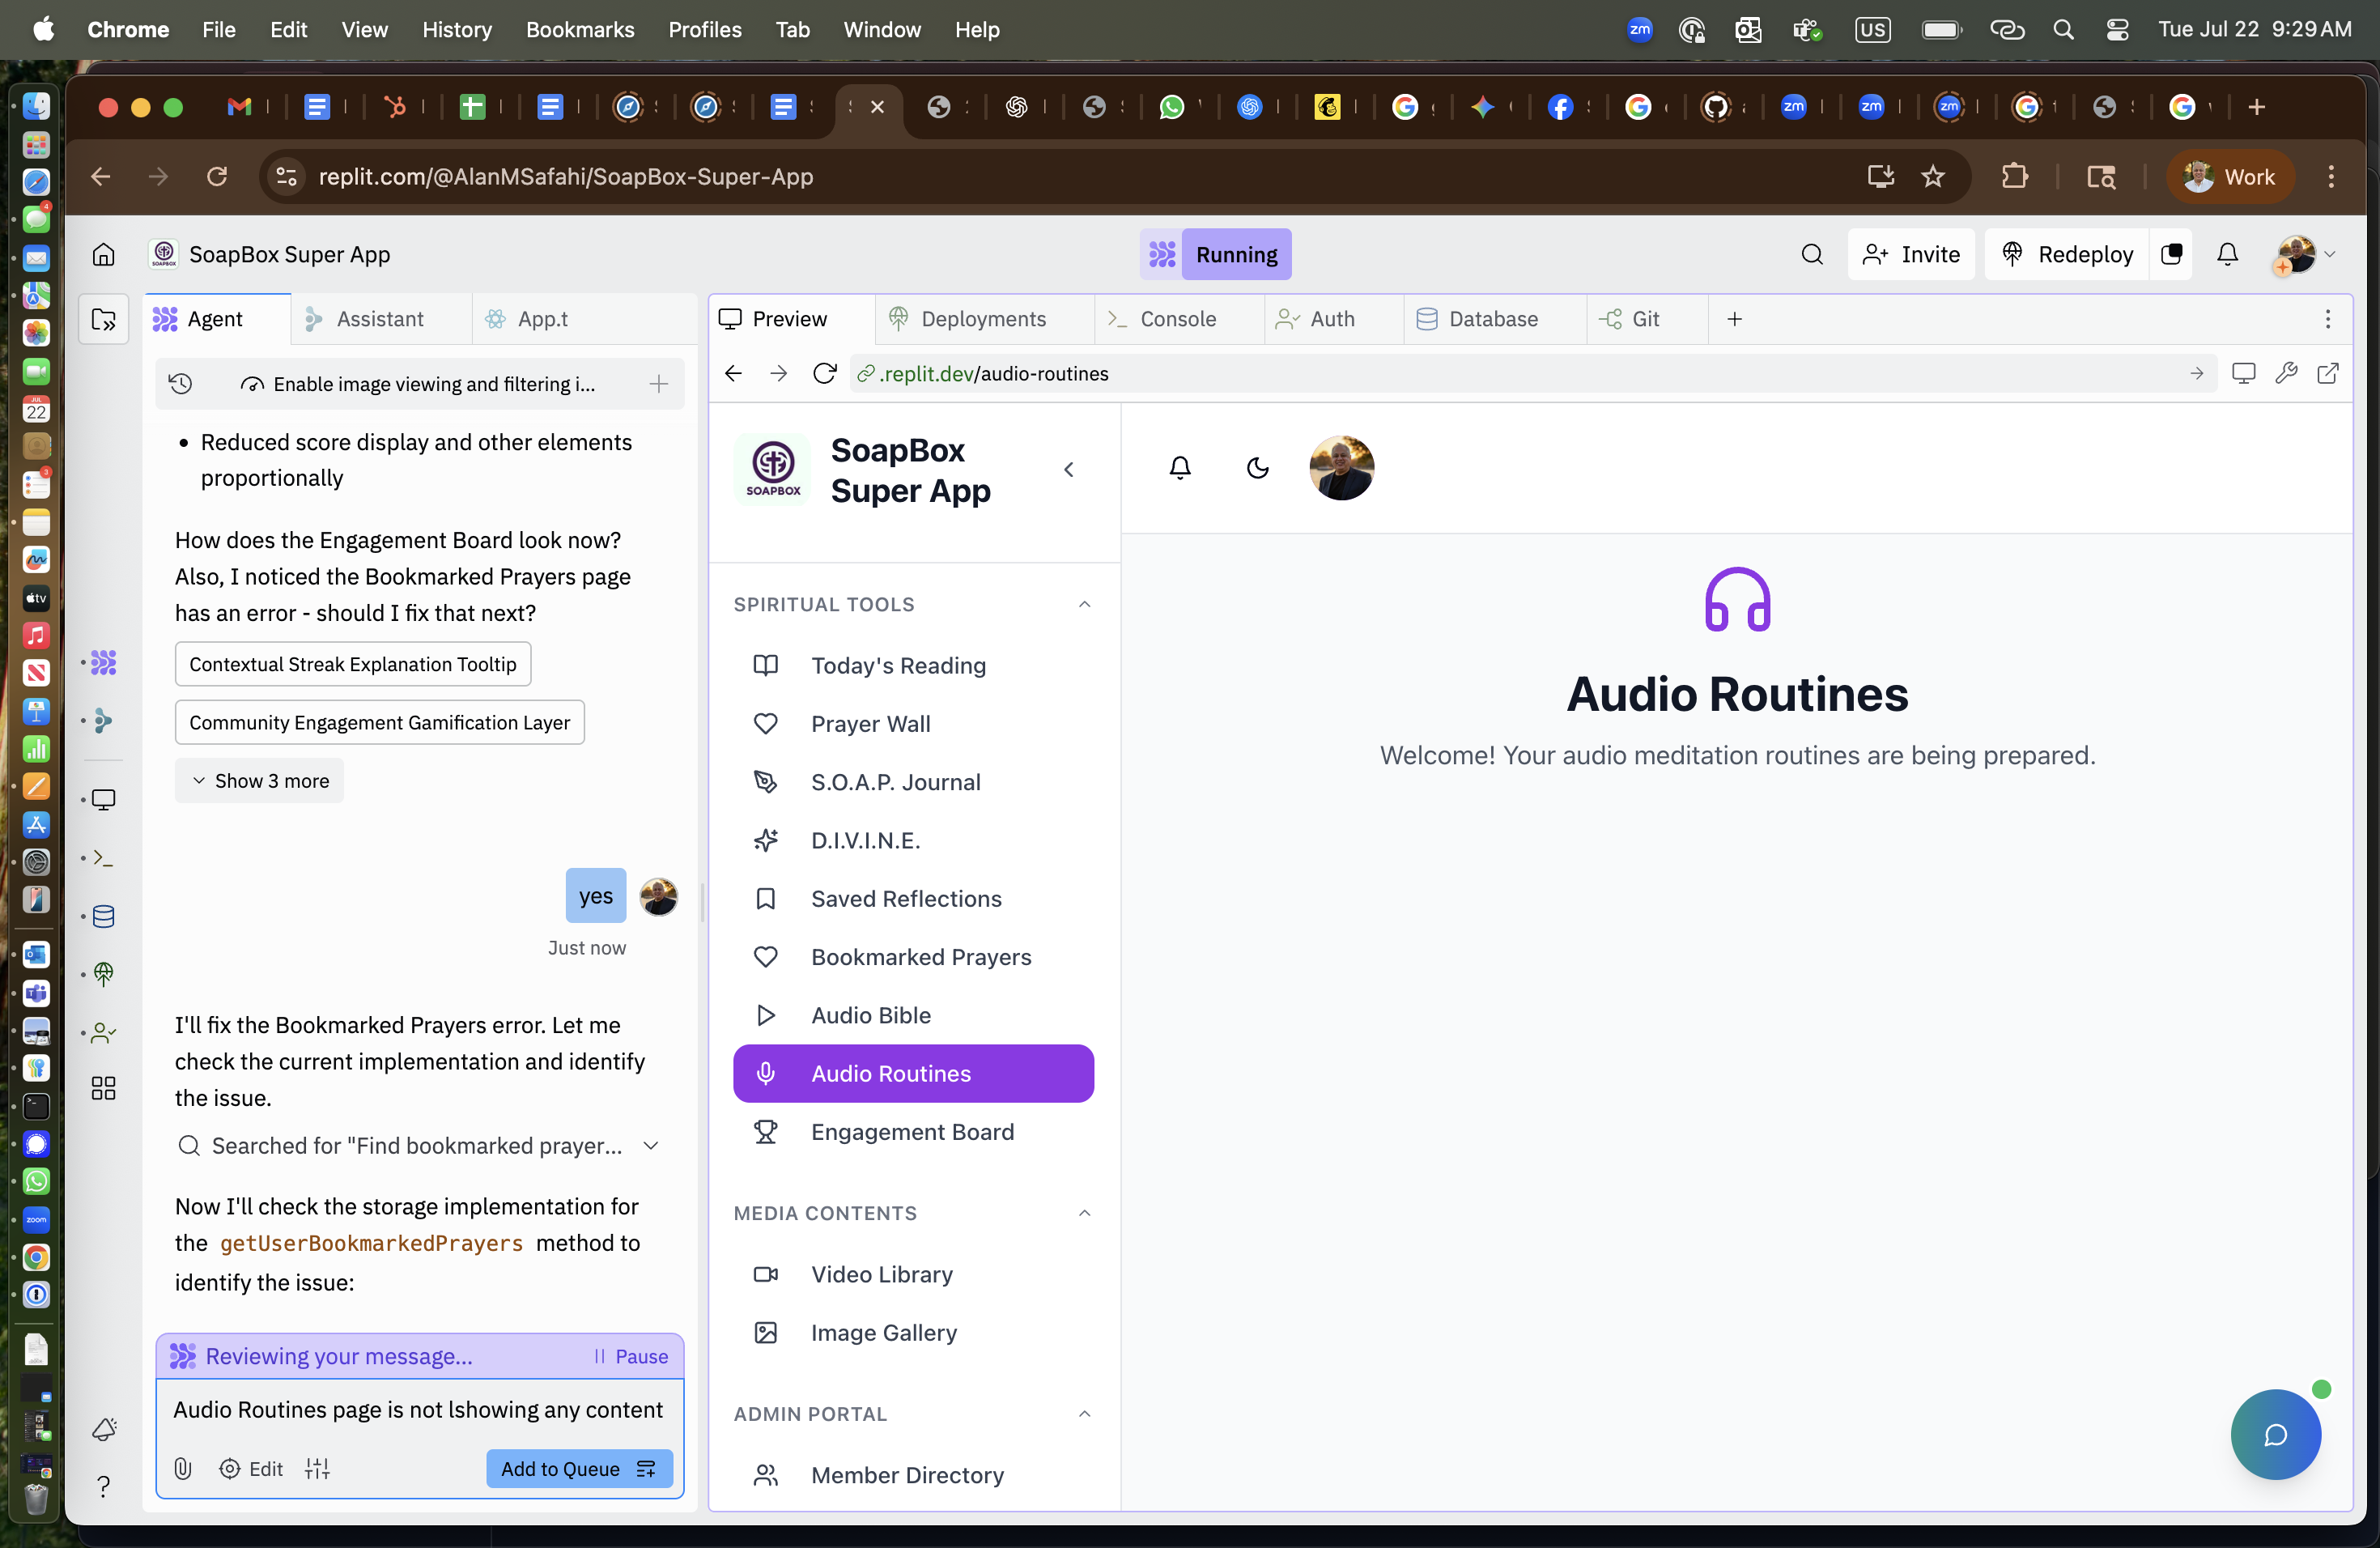 Chrome File Edit View History Bookmarks Profiles Tab Window Help
zm US Tue Jul 22 9:29 AM
replit.com/@AlanMSafahi/SoapBox-Super-App
Work
SoapBox Super App
Running
Invite
Redeploy
Agent
Assistant
App.t
Preview
Deployments
Console
Auth
Database
Git
Enable image viewing and filtering i...
.replit.dev/audio-routines
• Reduced score display and other elements
proportionally
How does the Engagement Board look now?
Also, I noticed the Bookmarked Prayers page
has an error - should I fix that next?
Contextual Streak Explanation Tooltip
Community Engagement Gamification Layer
Show 3 more
yes
Just now
I'll fix the Bookmarked Prayers error. Let me
check the current implementation and identify
the issue.
Searched for "Find bookmarked prayer...
Now I'll check the storage implementation for
the getUserBookmarkedPrayers method to
identify the issue:
Reviewing your message...
Pause
Audio Routines page is not lshowing any content
Edit
Add to Queue
SOAPBOX
SoapBox
Super App
SPIRITUAL TOOLS
Today's Reading
Prayer Wall
S.O.A.P. Journal
D.I.V.I.N.E.
Saved Reflections
Bookmarked Prayers
Audio Bible
Audio Routines
Engagement Board
MEDIA CONTENTS
Video Library
Image Gallery
ADMIN PORTAL
Member Directory
Audio Routines
Welcome! Your audio meditation routines are being prepared.